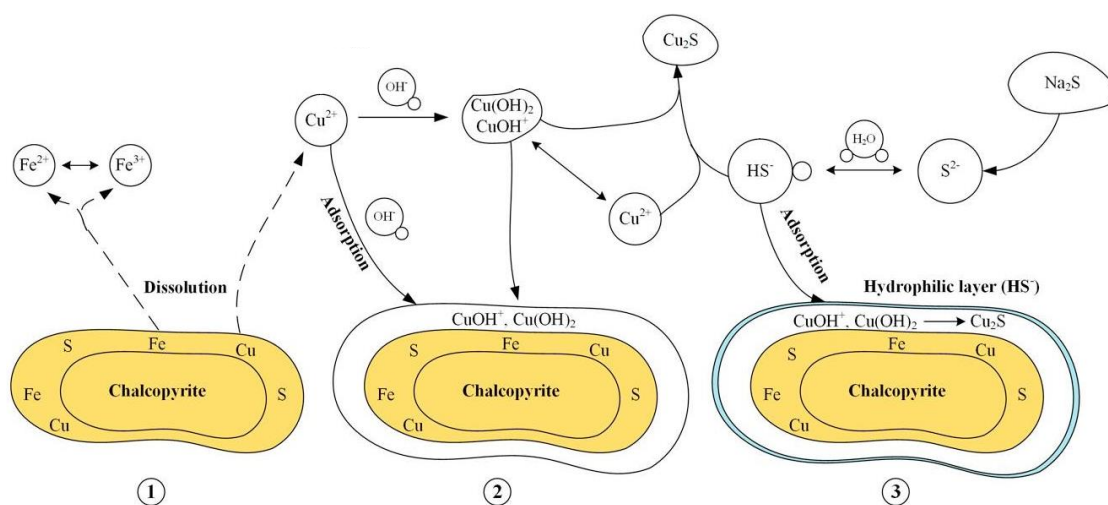 Cu₂S
Na₂S
OH⁻
Cu²⁺
Cu(OH)₂
CuOH⁺
H₂O
Fe²⁺
Fe³⁺
HS⁻
S²⁻
OH⁻
Cu²⁺
Adsorption
Adsorption
Dissolution
Hydrophilic layer (HS⁻)
CuOH⁺, Cu(OH)₂
CuOH⁺, Cu(OH)₂ → Cu₂S
S
Fe
Cu
Fe
Chalcopyrite
S
Cu
S
Fe
Cu
Fe
Chalcopyrite
S
Cu
S
Fe
Cu
Fe
Chalcopyrite
S
Cu
1
2
3